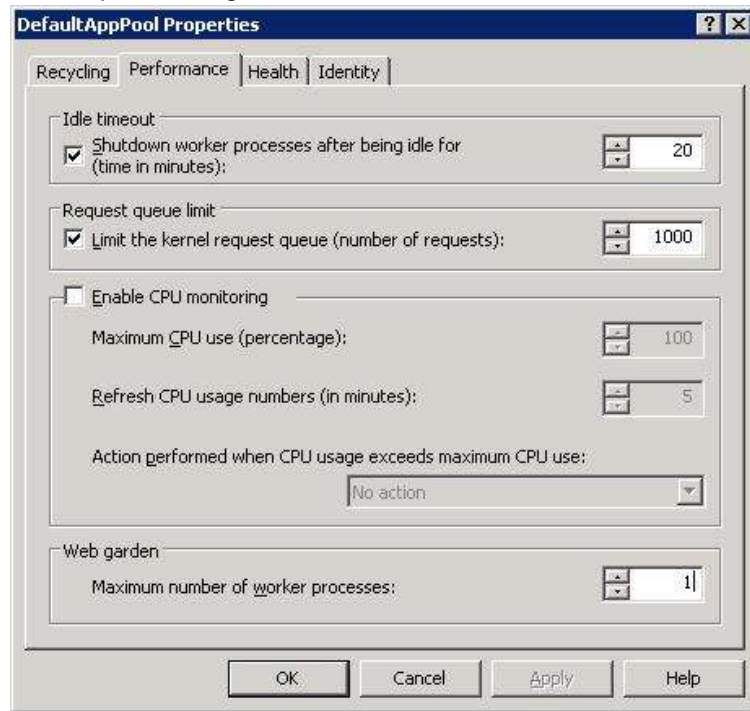 DefaultAppPool Properties
Recycling Performance Health Identity
Idle timeout
Shutdown worker processes after being idle for
(time in minutes):
20
Request queue limit
Limit the kernel request queue (number of requests):
1000
Enable CPU monitoring
Maximum CPU use (percentage):
100
Refresh CPU usage numbers (in minutes):
5
Action performed when CPU usage exceeds maximum CPU use:
No action
Web garden
Maximum number of worker processes:
1
OK Cancel Apply Help